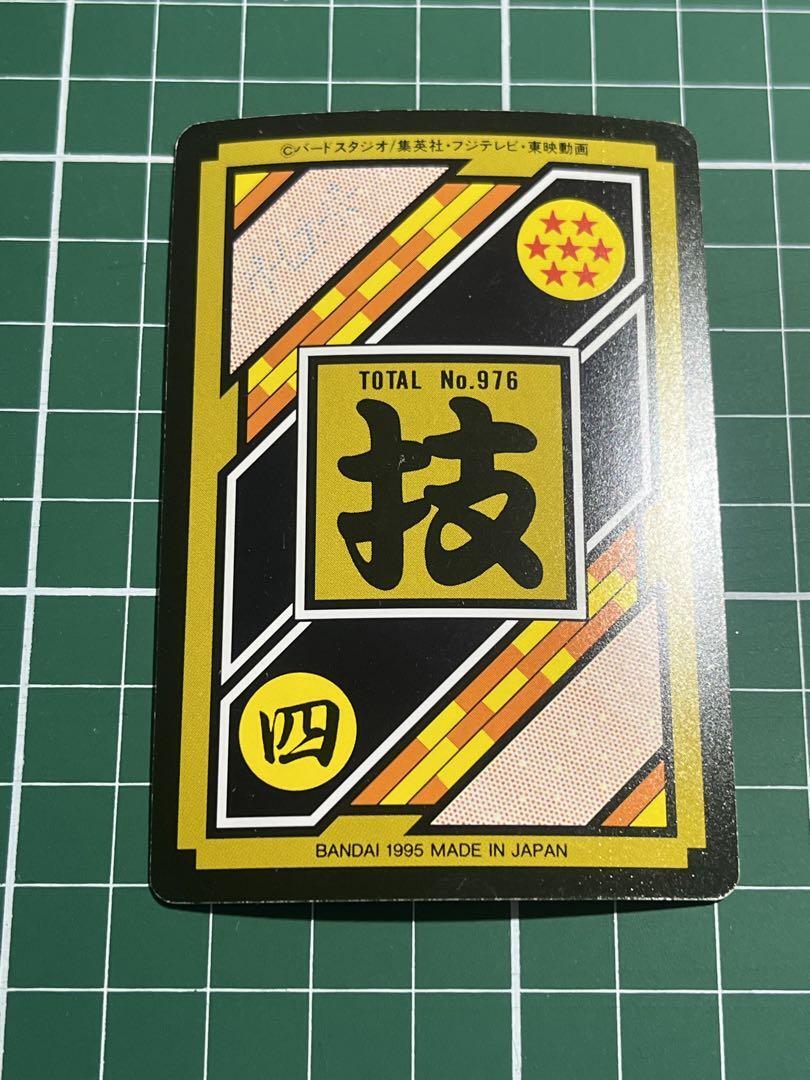 ©バードスタジオ/集英社・フジテレビ・東映動画
TOTAL No.976
技
四
BANDAI 1995 MADE IN JAPAN